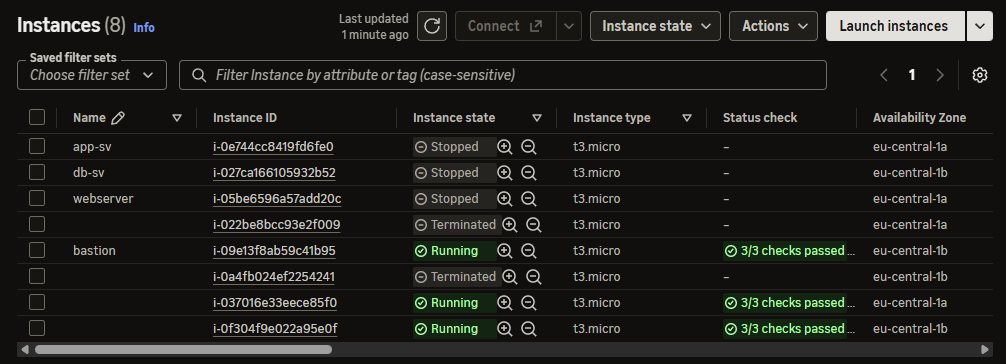 Instances (8) Info
Last updated
1 minute ago
Connect
Instance state
Actions
Launch instances
Saved filter sets
Choose filter set
Filter Instance by attribute or tag (case-sensitive)
1
Name Instance ID Instance state Instance type Status check Availability Zone
app-sv i-0e744cc8419fd6fe0 Stopped t3.micro – eu-central-1a
db-sv i-027ca166105932b52 Stopped t3.micro – eu-central-1b
webserver i-05be6596a57add20c Stopped t3.micro – eu-central-1a
i-022be8bcc93e2f009 Terminated t3.micro – eu-central-1a
bastion i-09e13f8ab59c41b95 Running t3.micro 3/3 checks passed ... eu-central-1b
i-0a4fb024ef2254241 Terminated t3.micro – eu-central-1b
i-037016e33eece85f0 Running t3.micro 3/3 checks passed ... eu-central-1a
i-0f304f9e022a95e0f Running t3.micro 3/3 checks passed ... eu-central-1b